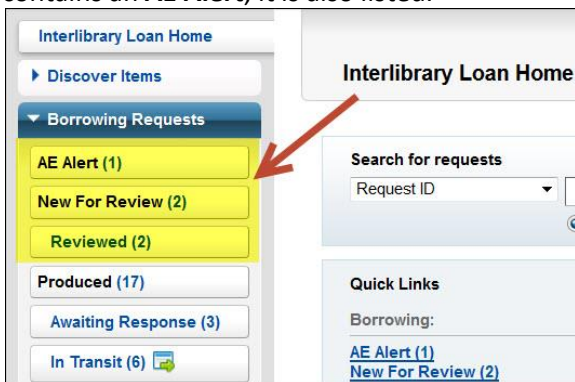 contains an AE Alert, it is also listed.
Interlibrary Loan Home
Discover Items
Borrowing Requests
AE Alert (1)
New For Review (2)
Reviewed (2)
Produced (17)
Awaiting Response (3)
In Transit (6)
Interlibrary Loan Home
Search for requests
Request ID
Quick Links
Borrowing:
AE Alert (1)
New For Review (2)